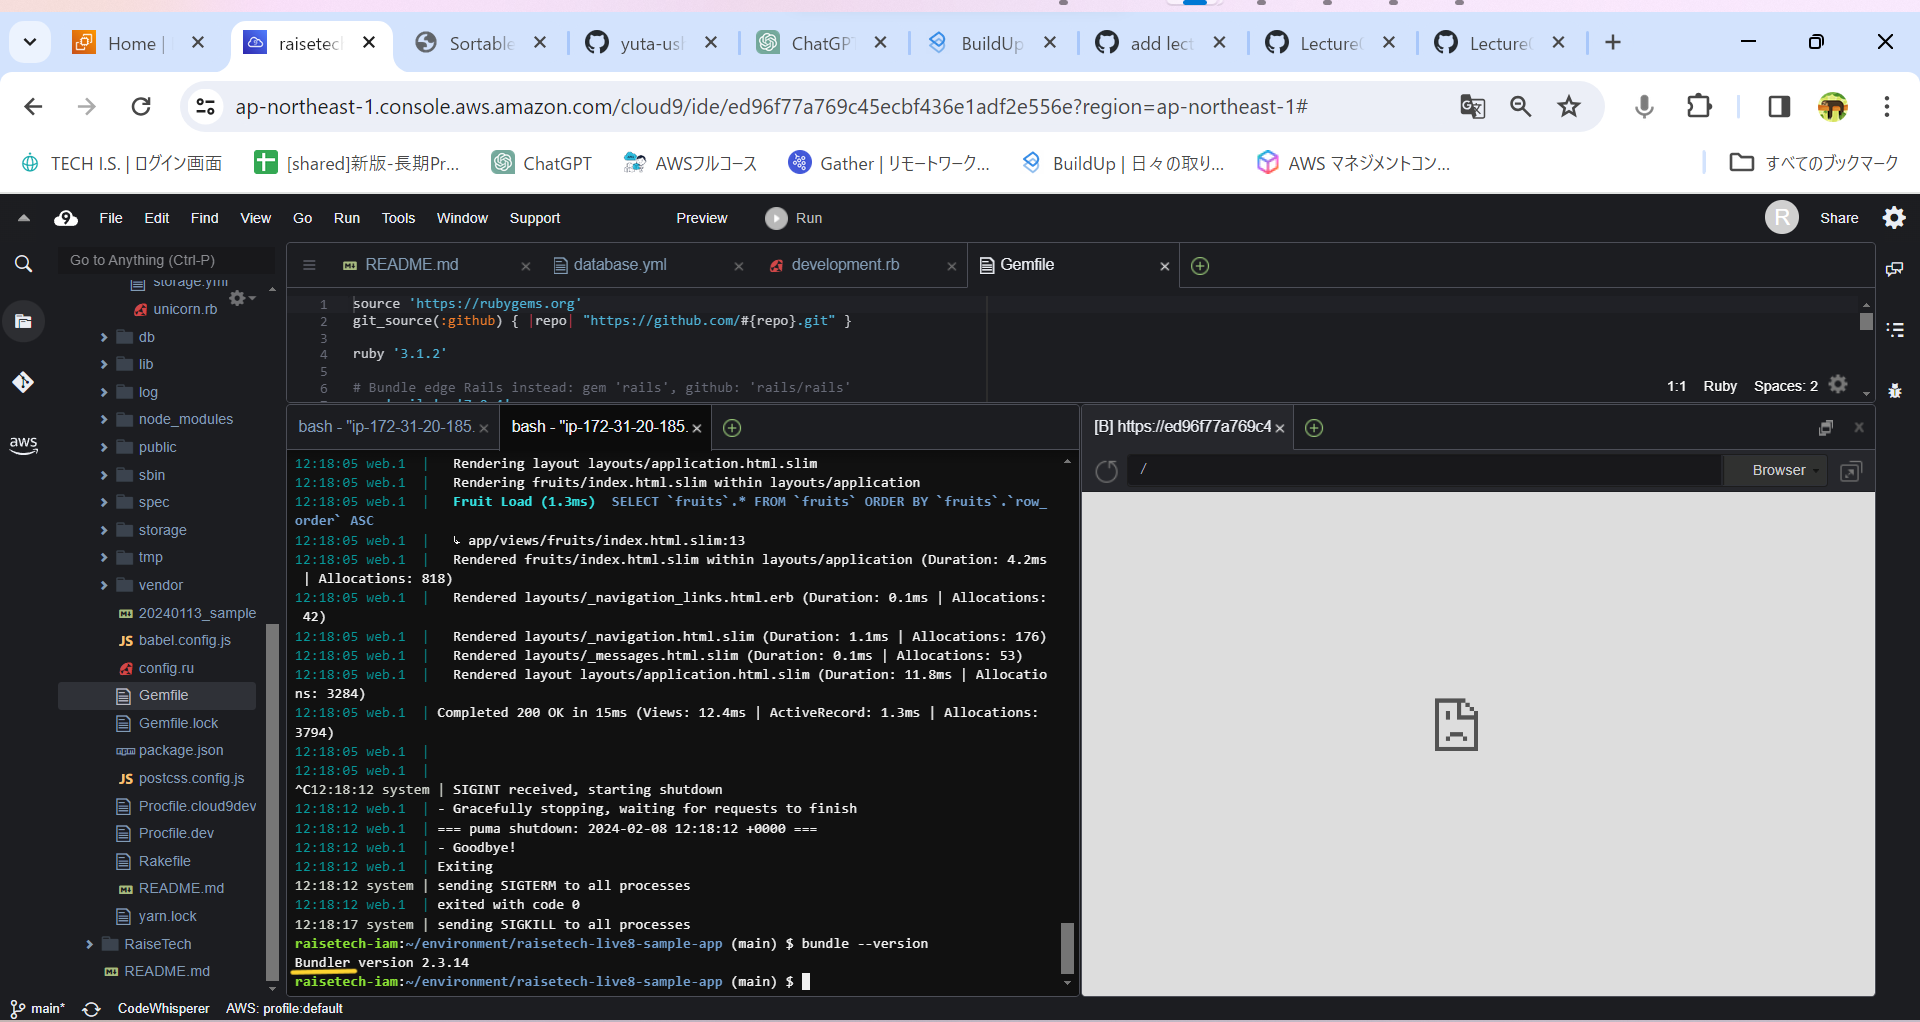 Home |
raisetech
Sortable
yuta-ush
ChatGPT
BuildUp
add lect
Lecture0
Lecture0
ap-northeast-1.console.aws.amazon.com/cloud9/ide/ed96f77a769c45ecbf436e1adf2e556e?region=ap-northeast-1#
TECH I.S. | ログイン画面
[shared]新版-長期Pr...
ChatGPT
AWSフルコース
Gather | リモートワーク...
BuildUp | 日々の取り...
AWS マネジメントコン...
すべてのブックマーク
9 File Edit Find View Go Run Tools Window Support Preview Run R Share
Go to Anything (Ctrl-P)
README.md
database.yml
development.rb
Gemfile
storage.yml
unicorn.rb
db
lib
log
node_modules
public
sbin
spec
storage
tmp
vendor
20240113_sample
JS babel.config.js
config.ru
Gemfile
Gemfile.lock
package.json
JS postcss.config.js
Procfile.cloud9dev
Procfile.dev
Rakefile
README.md
yarn.lock
RaiseTech
README.md
aws
1 source 'https://rubygems.org'
2 git_source(:github) { |repo| "https://github.com/#{repo}.git" }
3
4 ruby '3.1.2'
5
6 # Bundle edge Rails instead: gem 'rails', github: 'rails/rails'
1:1 Ruby Spaces: 2
bash - "ip-172-31-20-185.
bash - "ip-172-31-20-185.
12:18:05 web.1 | Rendering layout layouts/application.html.slim
12:18:05 web.1 | Rendering fruits/index.html.slim within layouts/application
12:18:05 web.1 | Fruit Load (1.3ms) SELECT `fruits`.* FROM `fruits` ORDER BY `fruits`.`row_
order` ASC
12:18:05 web.1 | ↳ app/views/fruits/index.html.slim:13
12:18:05 web.1 | Rendered fruits/index.html.slim within layouts/application (Duration: 4.2ms
| Allocations: 818)
12:18:05 web.1 | Rendered layouts/_navigation_links.html.erb (Duration: 0.1ms | Allocations:
42)
12:18:05 web.1 | Rendered layouts/_navigation.html.slim (Duration: 1.1ms | Allocations: 176)
12:18:05 web.1 | Rendered layouts/_messages.html.slim (Duration: 0.1ms | Allocations: 53)
12:18:05 web.1 | Rendered layout layouts/application.html.slim (Duration: 11.8ms | Allocatio
ns: 3284)
12:18:05 web.1 | Completed 200 OK in 15ms (Views: 12.4ms | ActiveRecord: 1.3ms | Allocations:
3794)
12:18:05 web.1 |
12:18:05 web.1 |
^C12:18:12 system | SIGINT received, starting shutdown
12:18:12 web.1 | - Gracefully stopping, waiting for requests to finish
12:18:12 web.1 | === puma shutdown: 2024-02-08 12:18:12 +0000 ===
12:18:12 web.1 | - Goodbye!
12:18:12 web.1 | Exiting
12:18:12 system | sending SIGTERM to all processes
12:18:12 web.1 | exited with code 0
12:18:17 system | sending SIGKILL to all processes
raisetech-iam:~/environment/raisetech-live8-sample-app (main) $ bundle --version
Bundler version 2.3.14
raisetech-iam:~/environment/raisetech-live8-sample-app (main) $
[B] https://ed96f77a769c4
/
Browser
main*
CodeWhisperer
AWS: profile:default